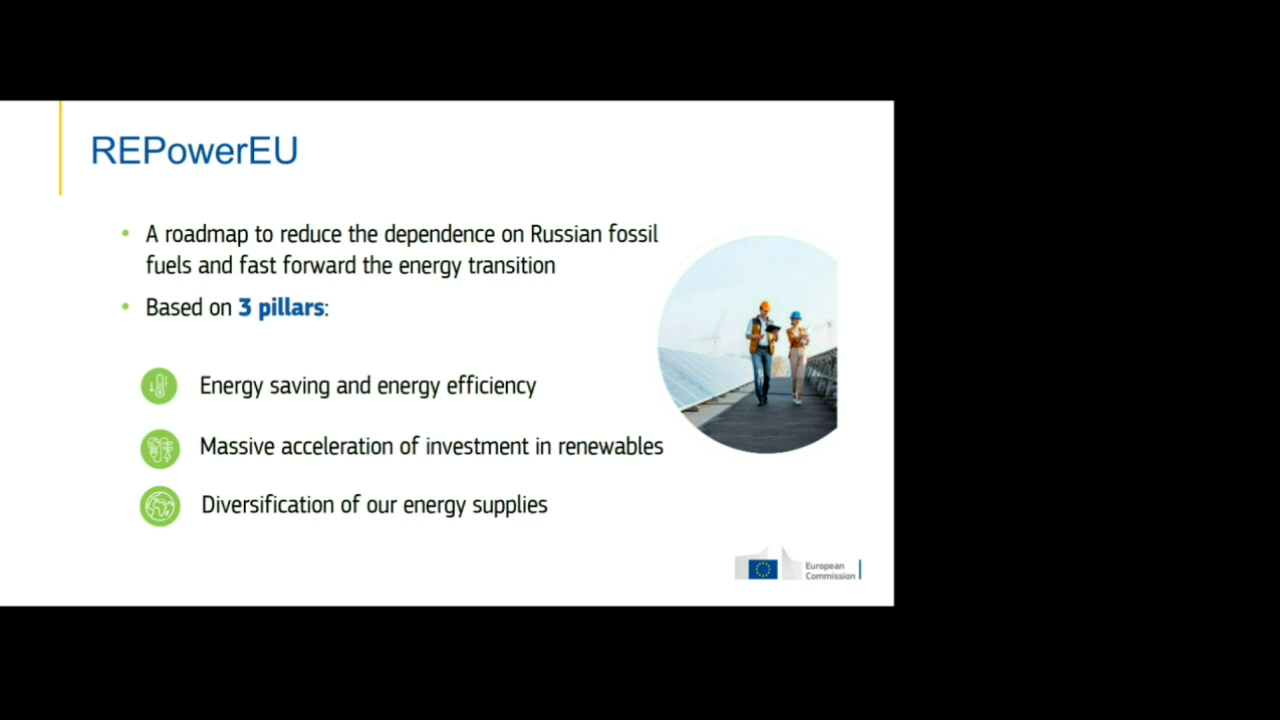 REPowerEU
• A roadmap to reduce the dependence on Russian fossil
fuels and fast forward the energy transition
• Based on 3 pillars:
Energy saving and energy efficiency
Massive acceleration of investment in renewables
Diversification of our energy supplies
European
Commission